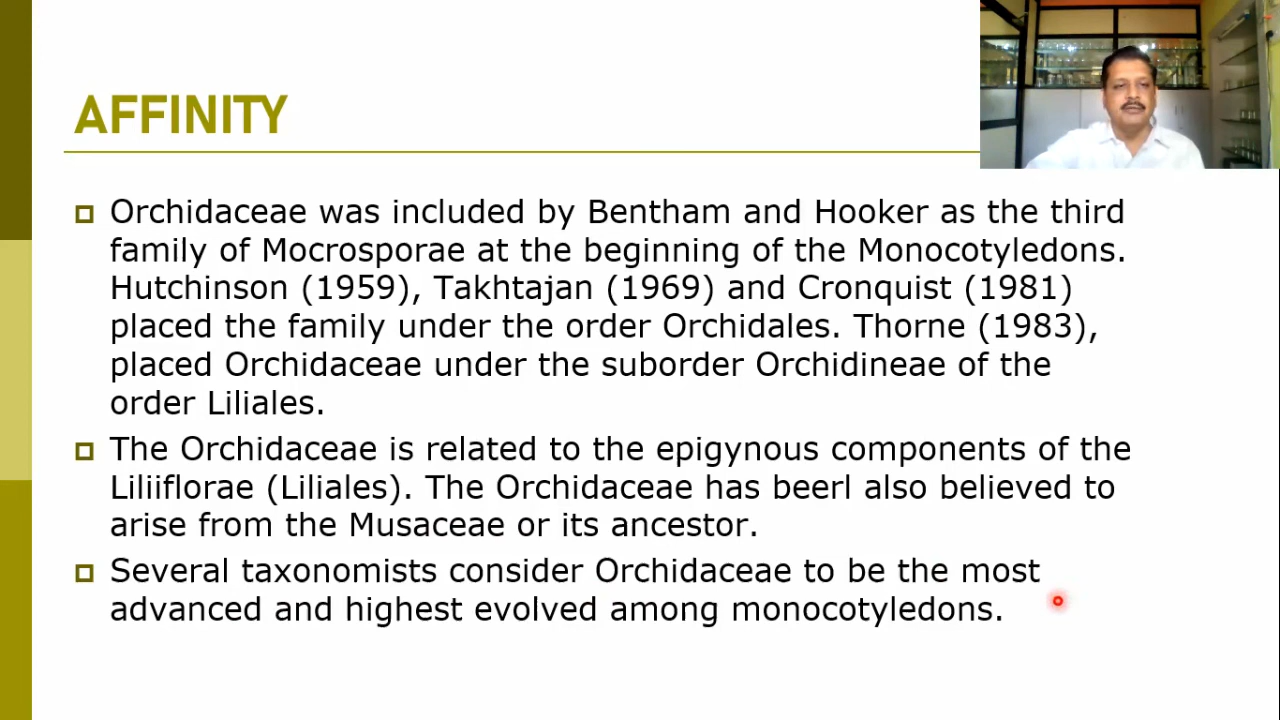 AFFINITY
Orchidaceae was included by Bentham and Hooker as the third
family of Mocrosporae at the beginning of the Monocotyledons.
Hutchinson (1959), Takhtajan (1969) and Cronquist (1981)
placed the family under the order Orchidales. Thorne (1983),
placed Orchidaceae under the suborder Orchidineae of the
order Liliales.
The Orchidaceae is related to the epigynous components of the
Liliiflorae (Liliales). The Orchidaceae has beerl also believed to
arise from the Musaceae or its ancestor.
Several taxonomists consider Orchidaceae to be the most
advanced and highest evolved among monocotyledons.